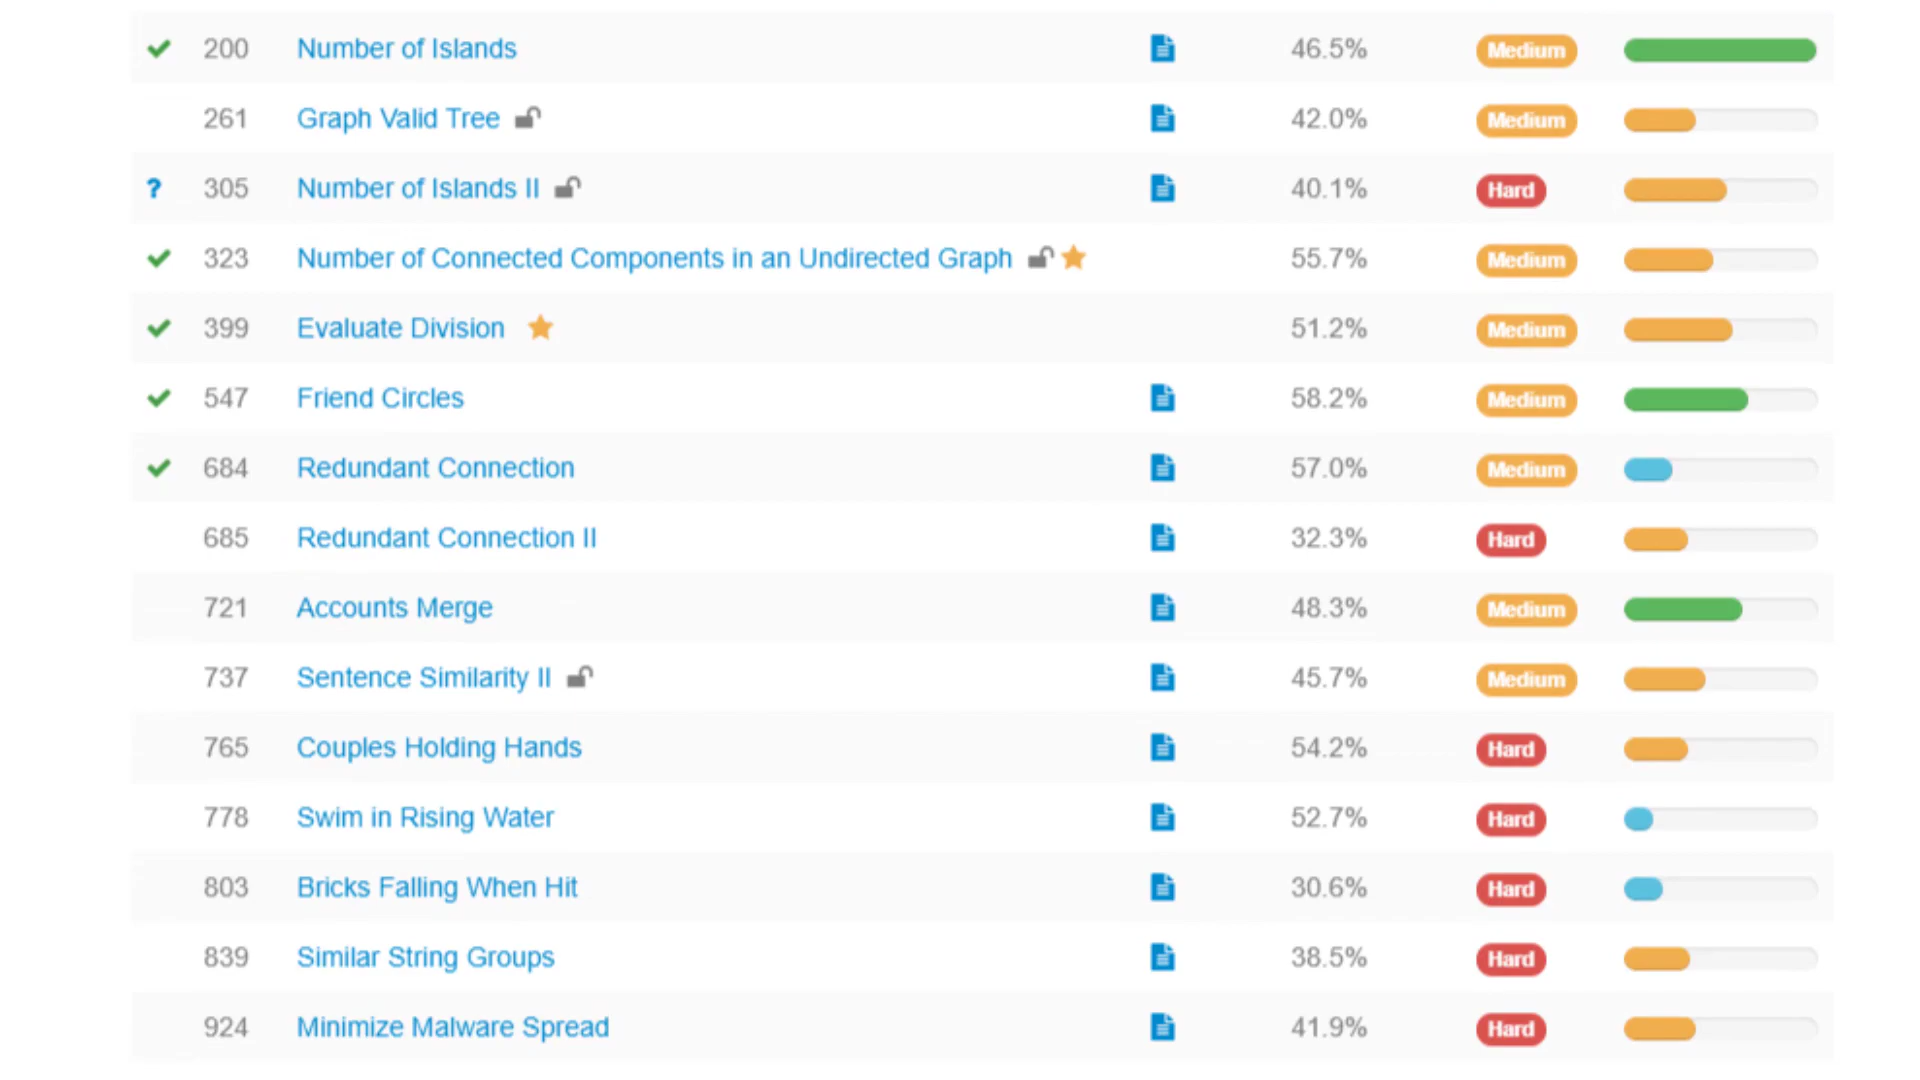 200 Number of Islands 46.5% Medium
261 Graph Valid Tree 42.0% Medium
? 305 Number of Islands II 40.1% Hard
323 Number of Connected Components in an Undirected Graph 55.7% Medium
399 Evaluate Division 51.2% Medium
547 Friend Circles 58.2% Medium
684 Redundant Connection 57.0% Medium
685 Redundant Connection II 32.3% Hard
721 Accounts Merge 48.3% Medium
737 Sentence Similarity II 45.7% Medium
765 Couples Holding Hands 54.2% Hard
778 Swim in Rising Water 52.7% Hard
803 Bricks Falling When Hit 30.6% Hard
839 Similar String Groups 38.5% Hard
924 Minimize Malware Spread 41.9% Hard